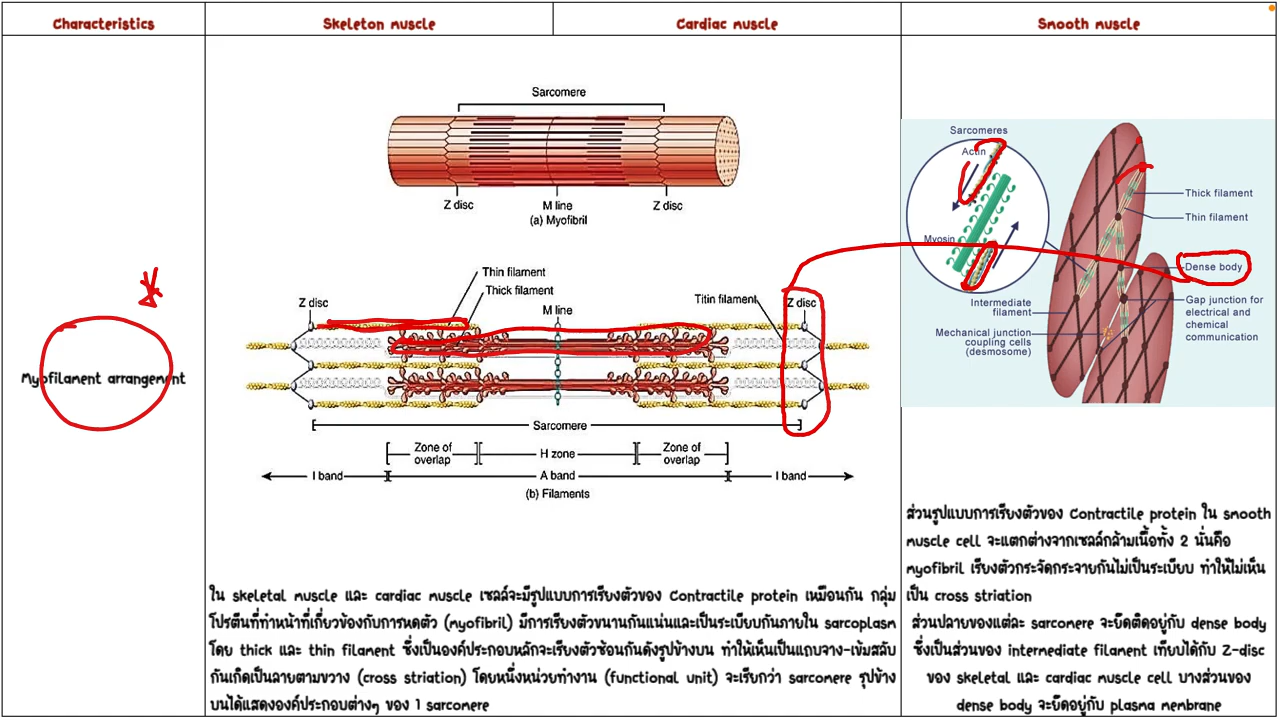 Characteristics
Skeleton muscle
Cardiac muscle
Smooth muscle
Sarcomere
Z disc
M line
Z disc
(a) Myofibril
Thin filament
Thick filament
Z disc
M line
Titin filament
Z disc
Sarcomere
Zone of
overlap
H zone
Zone of
overlap
I band
A band
I band
(b) Filaments
Myofilament arrangement
Sarcomeres
Actin
Myosin
Thick filament
Thin filament
Dense body
Intermediate
filament
Gap junction for
electrical and
chemical
communication
Mechanical junction
coupling cells
(desmosome)
ใน skeletal muscle และ cardiac muscle เซลล์จะมีรูปแบบการเรียงตัวของ Contractile protein เหมือนกัน กลุ่ม
โปรตีนที่ทำหน้าที่เกี่ยวข้องกับการหดตัว (myofibril) มีการเรียงตัวขนานกันแน่นและเป็นระเบียบกันภายใน sarcoplasm
โดย thick และ thin filament ซึ่งเป็นองค์ประกอบหลักจะเรียงตัวซ้อนกันดังรูปข้างบน ทำให้เห็นเป็นแถบจาง-เข้มสลับ
กันเกิดเป็นลายตามขวาง (cross striation) โดยหนึ่งหน่วยทำงาน (functional unit) จะเรียกว่า sarcomere รูปข้าง
บนได้แสดงองค์ประกอบต่างๆ ของ 1 sarcomere
ส่วนรูปแบบการเรียงตัวของ Contractile protein ใน smooth
muscle cell จะแตกต่างจากเซลล์กล้ามเนื้อทั้ง 2 นั่นคือ
myofibril เรียงตัวกระจัดกระจายกันไม่เป็นระเบียบ ทำให้ไม่เห็น
เป็น cross striation
ส่วนปลายของแต่ละ sarcomere จะยึดติดอยู่กับ dense body
ซึ่งเป็นส่วนของ intermediate filament เทียบได้กับ Z-disc
ของ skeletal และ cardiac muscle cell บางส่วนของ
dense body จะยึดอยู่กับ plasma membrane